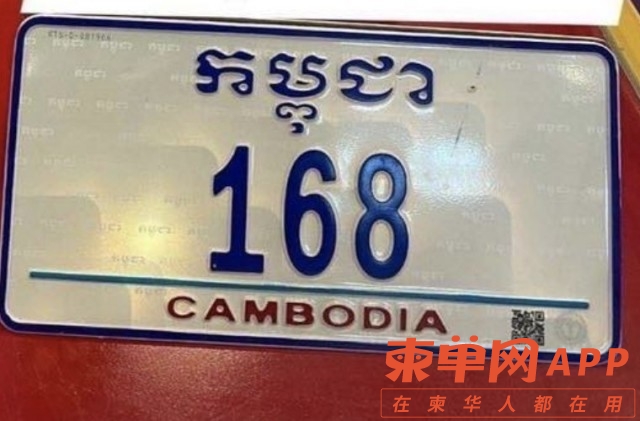 កម្ពុជា
168
CAMBODIA
柬单网APP
在柬华人都在用